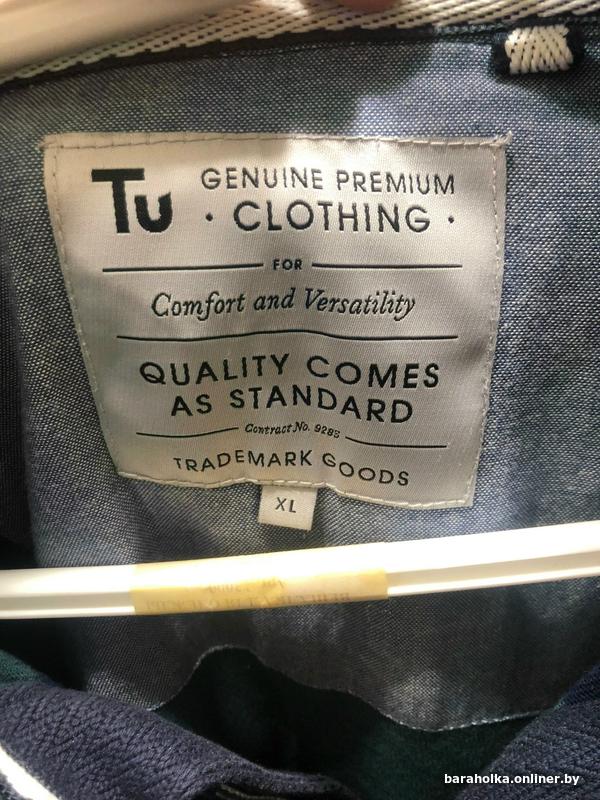 Tu GENUINE PREMIUM
· CLOTHING ·
FOR
Comfort and Versatility
QUALITY COMES
AS STANDARD
Contract No. 9283
TRADEMARK GOODS
XL
baraholka.onliner.by